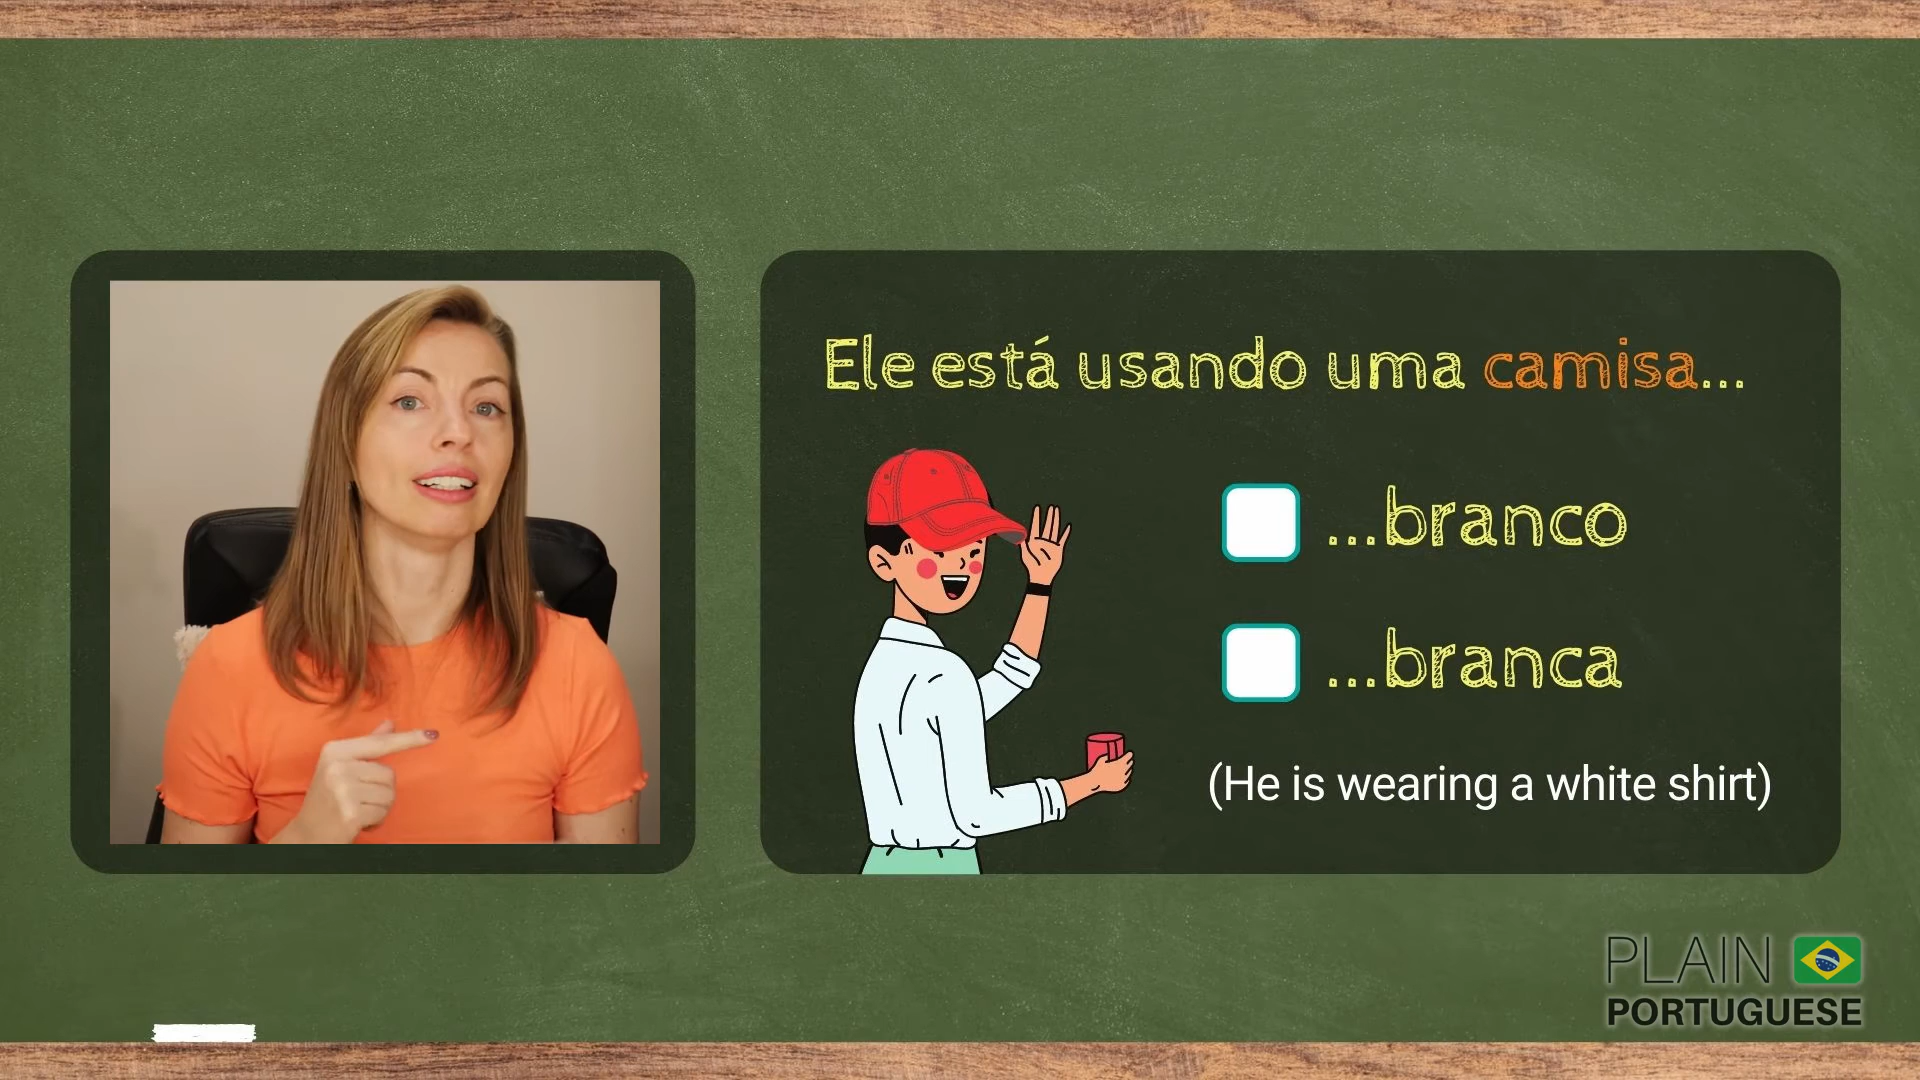 Ele está usando uma camisa...
...branco
...branca
(He is wearing a white shirt)
PLAIN
PORTUGUESE